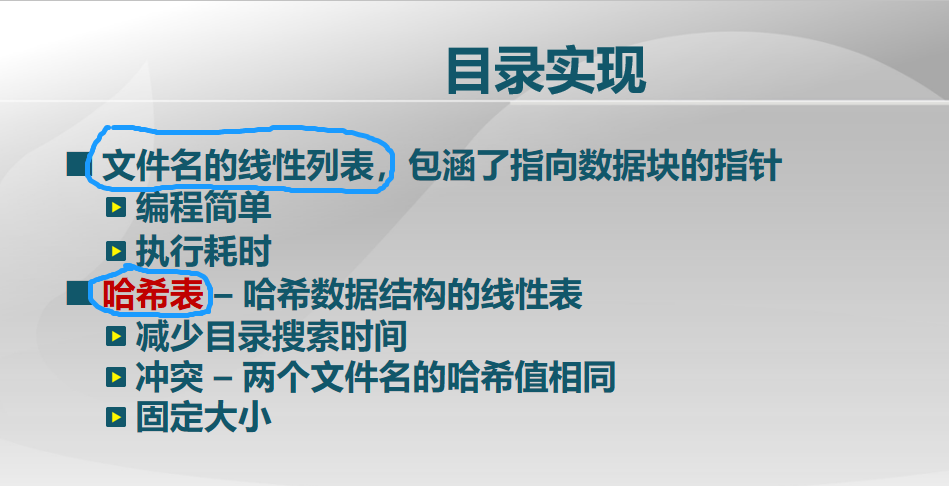 目录实现
文件名的线性列表，包涵了指向数据块的指针
编程简单
执行耗时
哈希表 – 哈希数据结构的线性表
减少目录搜索时间
冲突 – 两个文件名的哈希值相同
固定大小